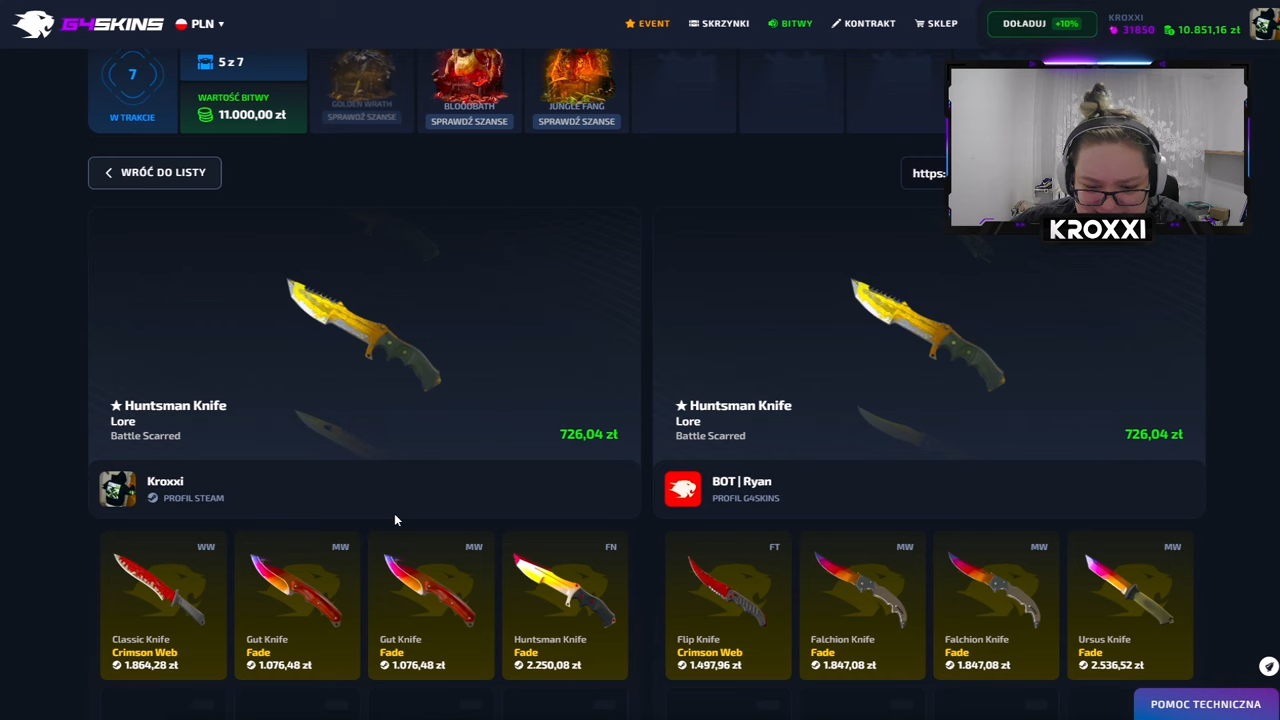 G4SKINS
PLN
EVENT
SKRZYNKI
BITWY
KONTRAKT
SKLEP
DOŁADUJ +10%
KROXXI
31850 10.851,16 zł
7
W TRAKCIE
5 z 7
WARTOŚĆ BITWY
11.000,00 zł
GOLDEN WRATH
SPRAWDŹ SZANSE
BLOODBATH
SPRAWDŹ SZANSE
JUNGLE FANG
SPRAWDŹ SZANSE
WRÓĆ DO LISTY
https:
KROXXI
★ Huntsman Knife
Lore
Battle Scarred
726,04 zł
★ Huntsman Knife
Lore
Battle Scarred
726,04 zł
Kroxxi
PROFIL STEAM
BOT | Ryan
PROFIL G4SKINS
WW
Classic Knife
Crimson Web
1.864,28 zł
MW
Gut Knife
Fade
1.076,48 zł
MW
Gut Knife
Fade
1.076,48 zł
FN
Huntsman Knife
Fade
2.250,08 zł
FT
Flip Knife
Crimson Web
1.497,96 zł
MW
Falchion Knife
Fade
1.847,08 zł
MW
Falchion Knife
Fade
1.847,08 zł
MW
Ursus Knife
Fade
2.536,52 zł
POMOC TECHNICZNA